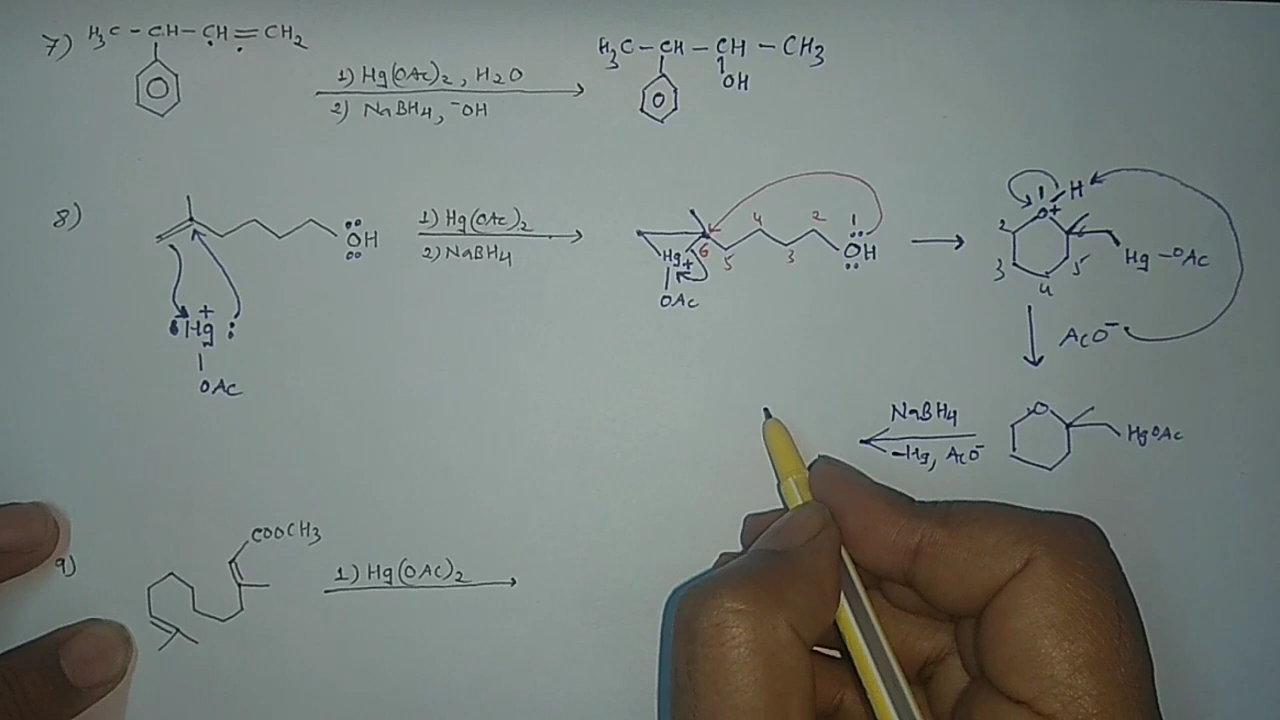 7) H3C - CH - CH = CH2
1) Hg(OAc)2, H2O
2) NaBH4, -OH
H3C - CH - CH - CH3
OH
8)
OH
+
Hg
OAc
1) Hg(OAc)2
2) NaBH4
Hg+
OAc
6 5 4 3 2 1
OH
1 H
O+
2 3 4 5
Hg - OAc
AcO-
NaBH4
-Hg, AcO-
O
HgOAc
9)
COOCH3
1) Hg(OAc)2